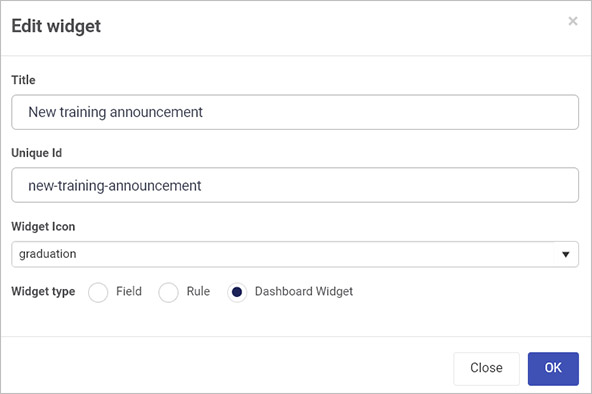 Edit widget ×
Title
New training announcement
Unique Id
new-training-announcement
Widget Icon
graduation
Widget type Field Rule Dashboard Widget
Close OK